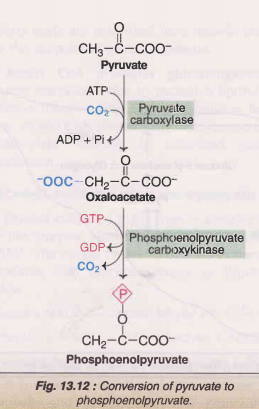 O
CH₃–C–COO⁻
Pyruvate
ATP
CO₂
Pyruvate
carboxylase
ADP + Pi
O
⁻OOC–CH₂–C–COO⁻
Oxaloacetate
GTP
GDP
CO₂
Phosphoenolpyruvate
carboxykinase
P
O
CH₂–C–COO⁻
Phosphoenolpyruvate
Fig. 13.12 : Conversion of pyruvate to
phosphoenolpyruvate.